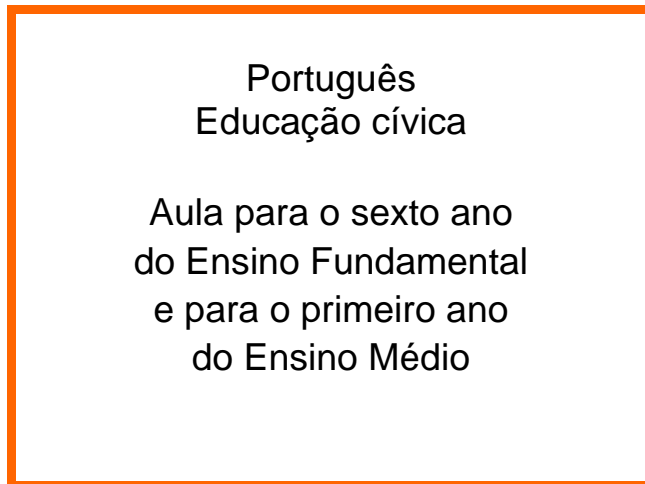 Português
Educação cívica
Aula para o sexto ano
do Ensino Fundamental
e para o primeiro ano
do Ensino Médio